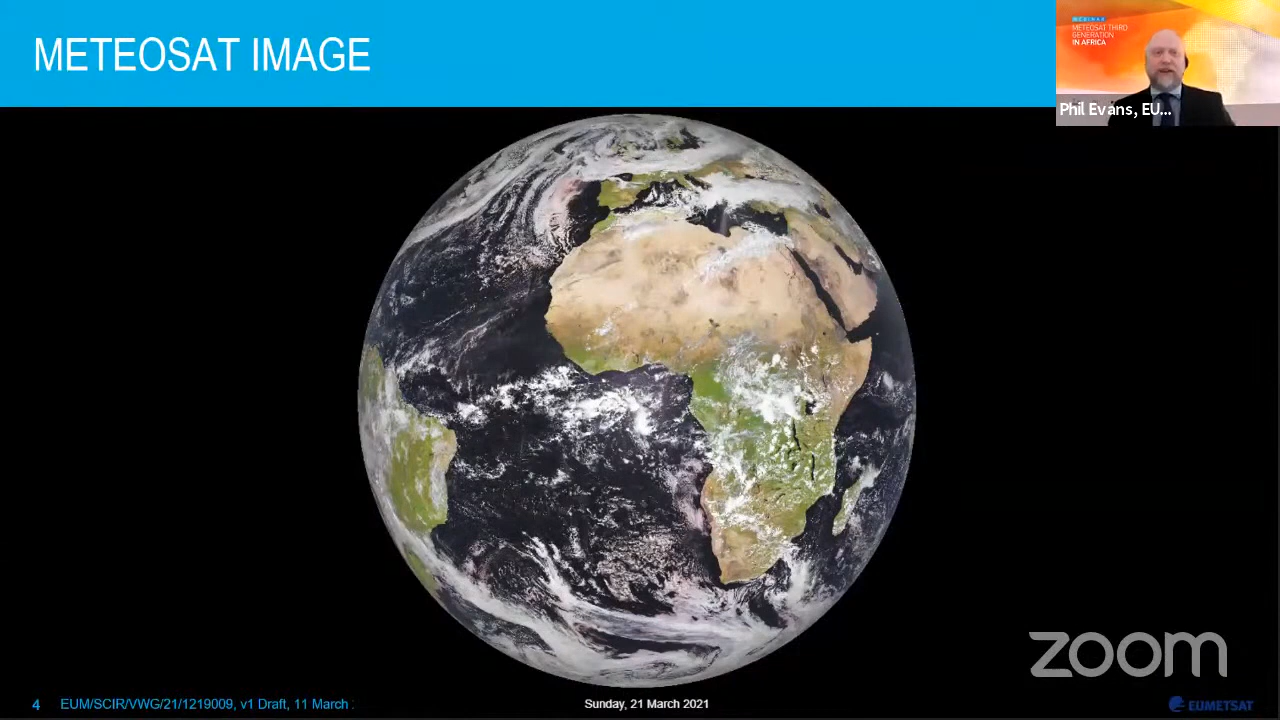 METEOSAT IMAGE
WEBINAR
METEOSAT THIRD
GENERATION
IN AFRICA
Phil Evans, EU...
zoom
4 EUM/SCIR/VWG/21/1219009, v1 Draft, 11 March
Sunday, 21 March 2021
EUMETSAT